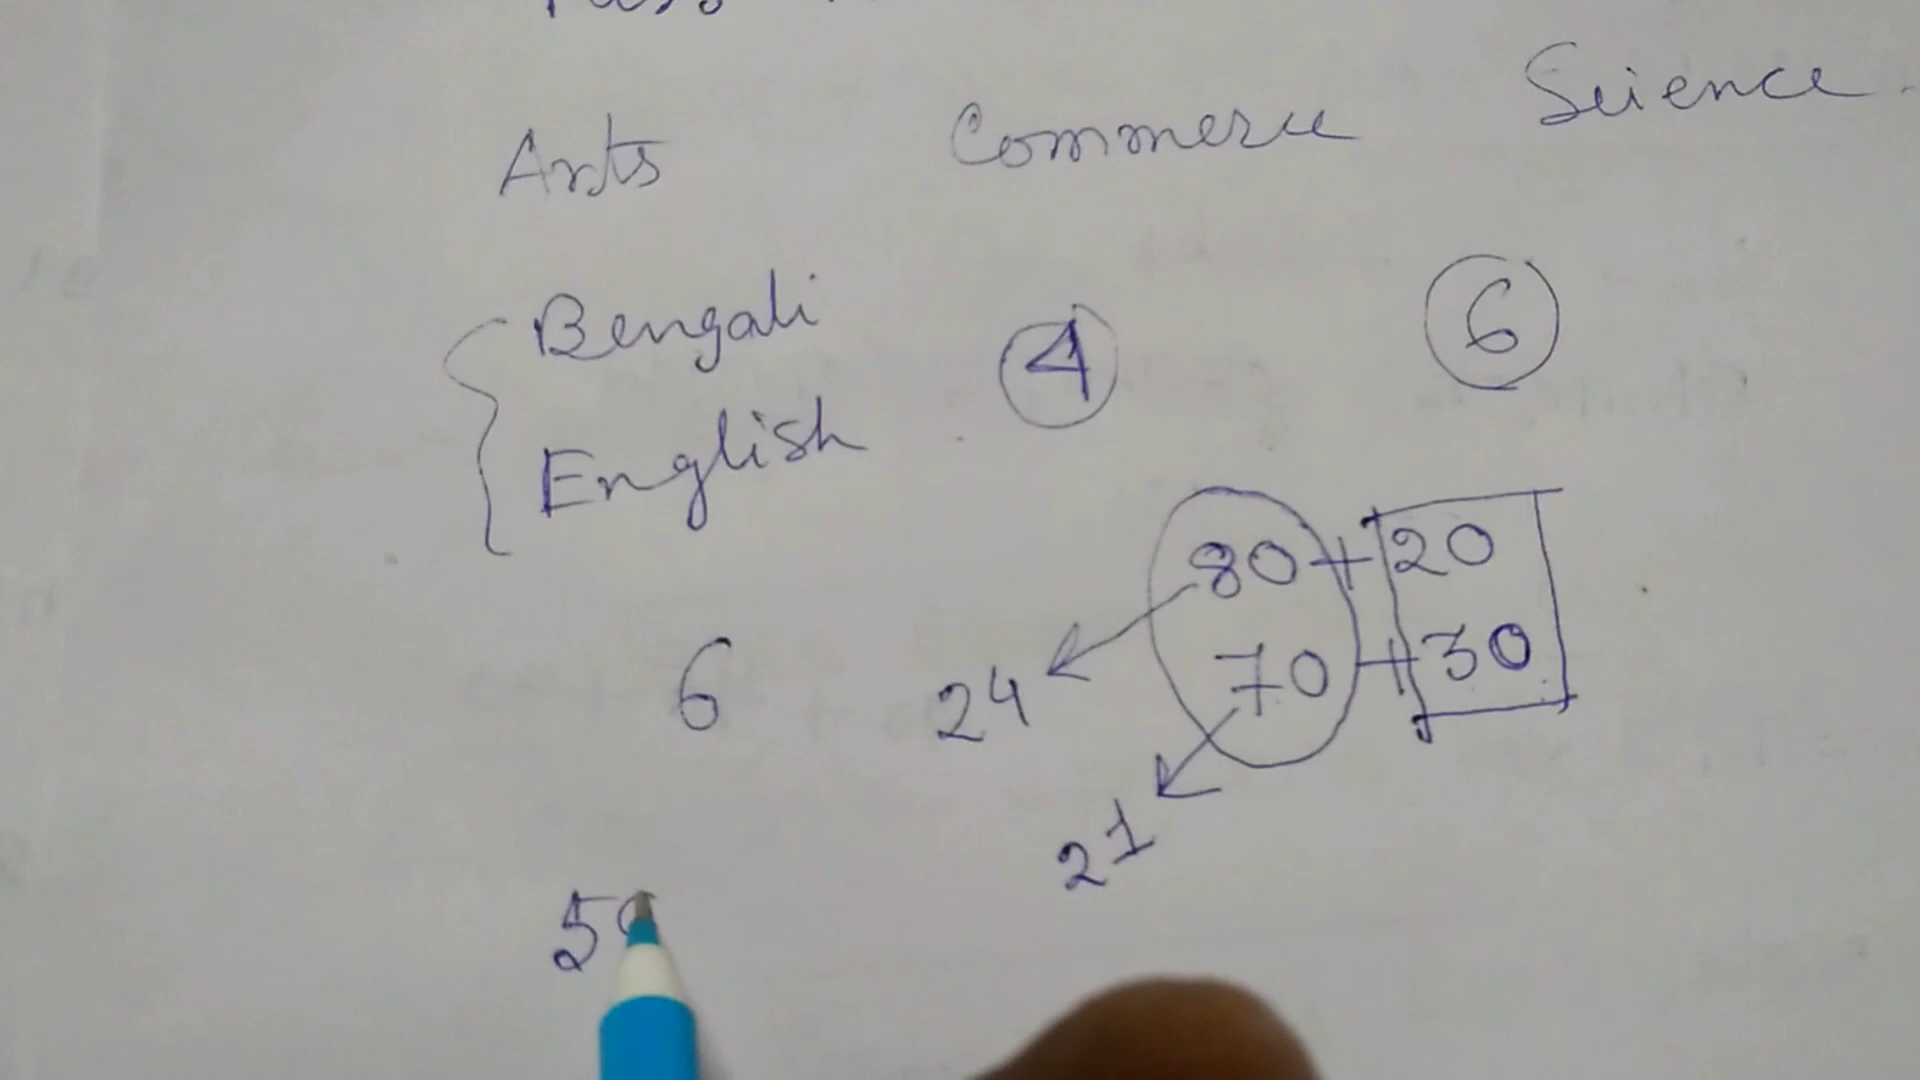 Arts Commerce Science.
Bengali 4 6
English
80+20
6 24 70+30
21
5